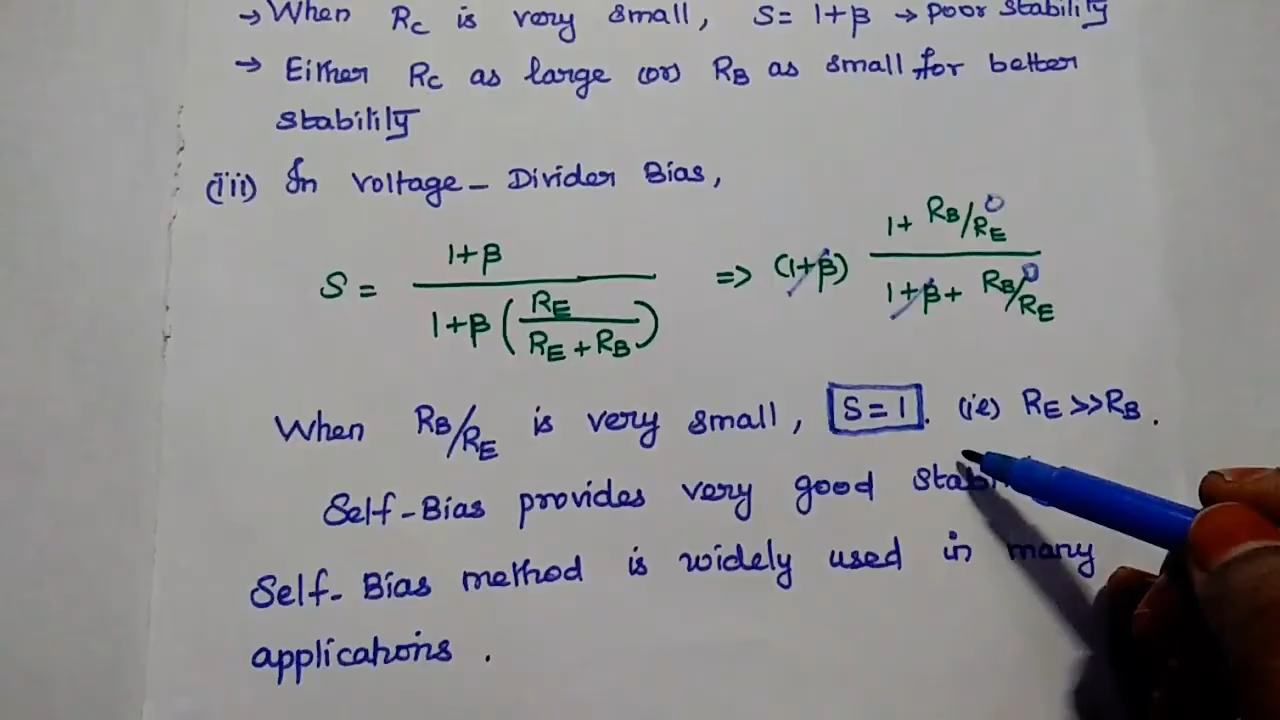 → When RC is very small, S = 1+β → poor stability
→ Either RC as large (or) RB as small for better
stability
(iii) In Voltage - Divider Bias,
S = 1+β / 1+β (RE / RE + RB) => (1+β) 1+ RB/RE 0 / 1+β+ RB/RE 0
When RB/RE is very small, S = 1. (ie) RE >> RB.
Self-Bias provides very good
Self-Bias method is widely used in many
applications.